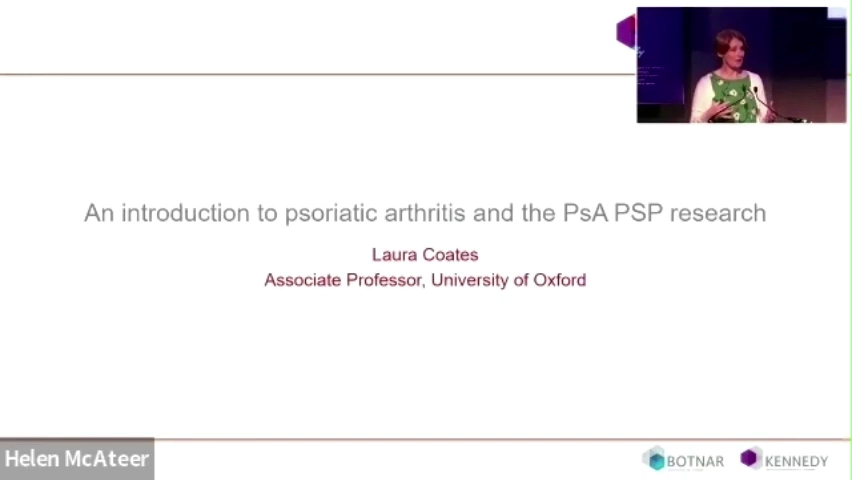 An introduction to psoriatic arthritis and the PsA PSP research
Laura Coates
Associate Professor, University of Oxford
Helen McAteer
BOTNAR
KENNEDY